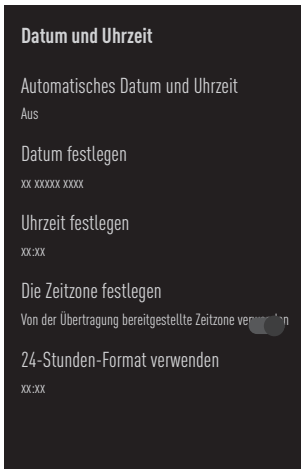 Datum und Uhrzeit
Automatisches Datum und Uhrzeit
Aus
Datum festlegen
xx xxxxx xxxx
Uhrzeit festlegen
xx:xx
Die Zeitzone festlegen
Von der Übertragung bereitgestellte Zeitzone
24-Stunden-Format verwenden
xx:xx